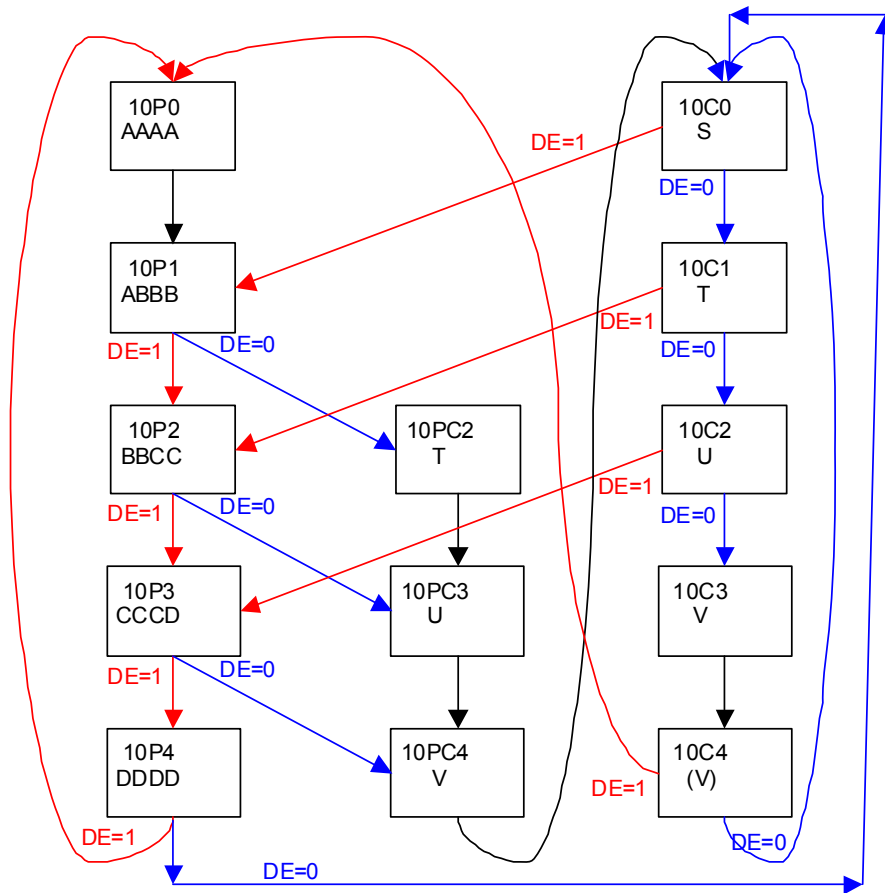 10P0
AAAA
10C0
S
DE=1
DE=0
10P1
ABBB
10C1
T
DE=1
DE=0
DE=1
DE=0
10P2
BBCC
10PC2
T
10C2
U
DE=1
DE=0
DE=1
DE=0
10P3
CCCD
10PC3
U
10C3
V
DE=1
DE=0
10P4
DDDD
10PC4
V
10C4
(V)
DE=1
DE=1
DE=0
DE=0